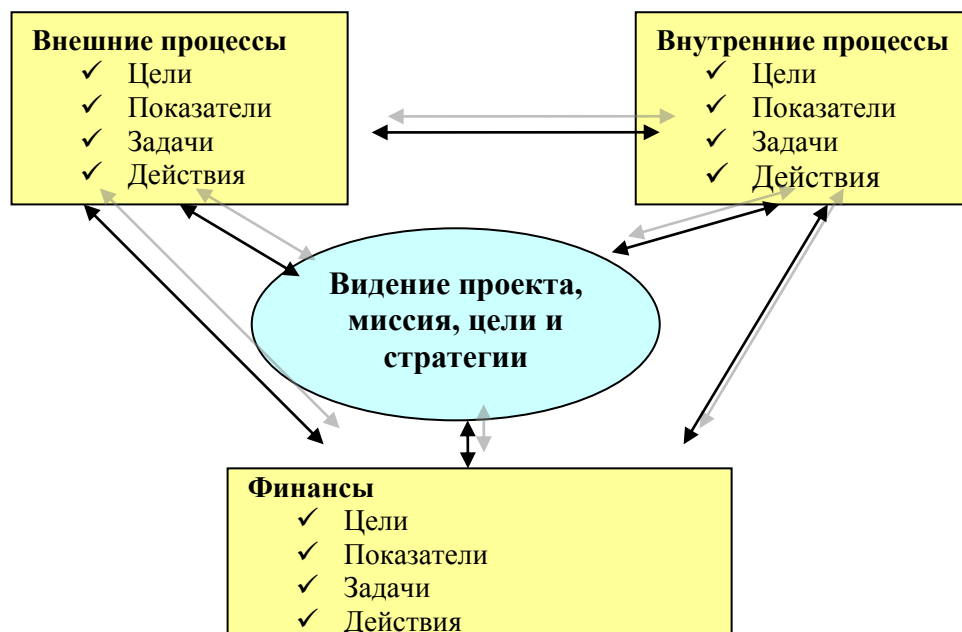 Внешние процессы
✓ Цели
✓ Показатели
✓ Задачи
✓ Действия
Внутренние процессы
✓ Цели
✓ Показатели
✓ Задачи
✓ Действия
Видение проекта,
миссия, цели и
стратегии
Финансы
✓ Цели
✓ Показатели
✓ Задачи
✓ Действия